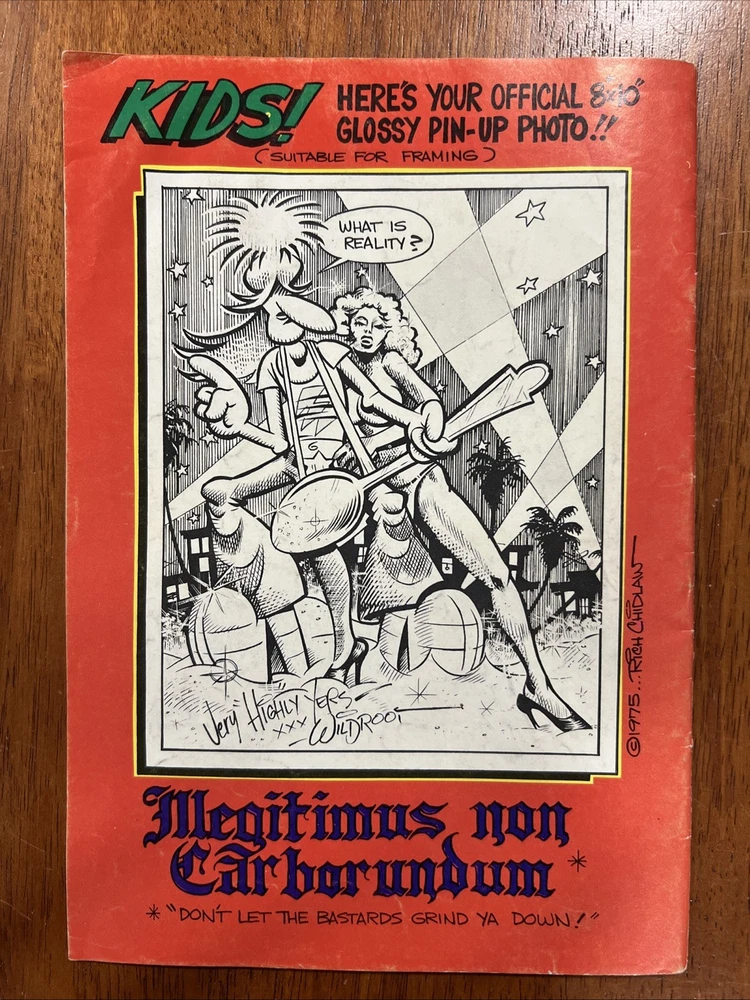 KIDS! HERE'S YOUR OFFICIAL 8x10"
GLOSSY PIN-UP PHOTO!!
(SUITABLE FOR FRAMING)
WHAT IS
REALITY?
Very "HIGHLY" YERS
XXX WILDROOT
©1975... RICH CHIDLAW
Illegitimus non
Carborundum *
* "DON'T LET THE BASTARDS GRIND YA DOWN!"